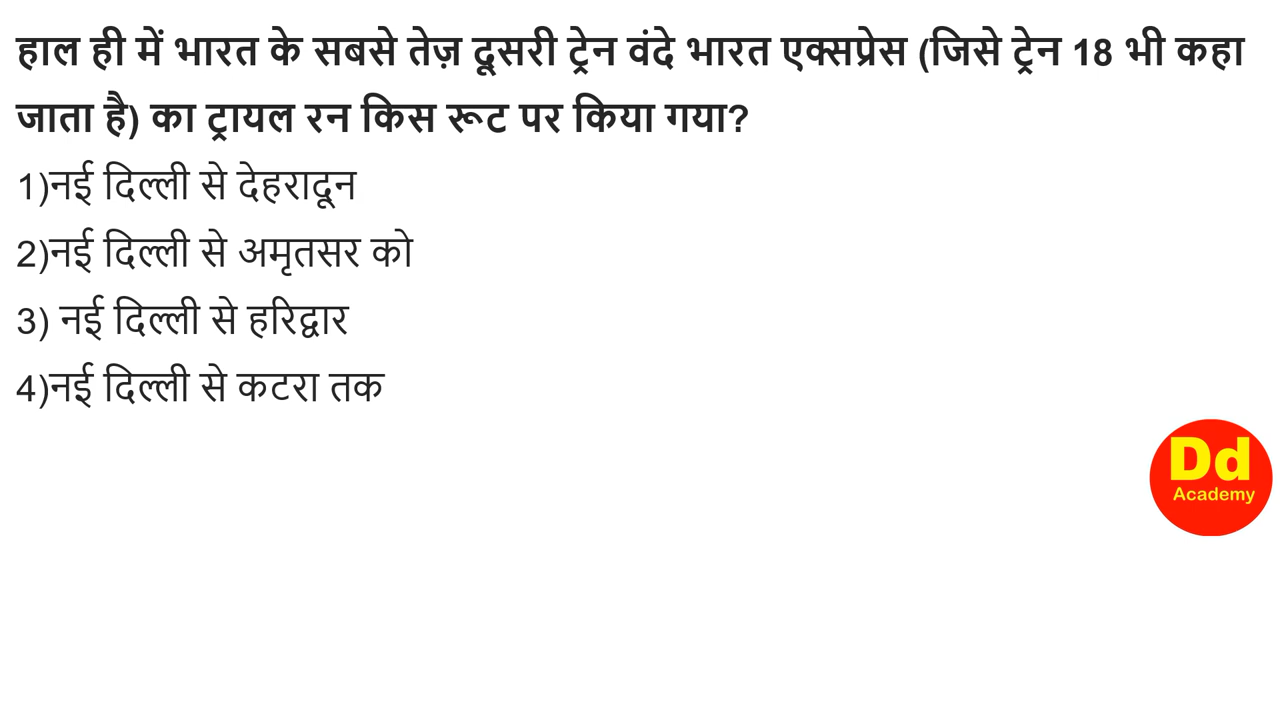 हाल ही में भारत के सबसे तेज़ दूसरी ट्रेन वंदे भारत एक्सप्रेस (जिसे ट्रेन 18 भी कहा
जाता है) का ट्रायल रन किस रूट पर किया गया?
1)नई दिल्ली से देहरादून
2)नई दिल्ली से अमृतसर को
3) नई दिल्ली से हरिद्वार
4)नई दिल्ली से कटरा तक
Dd
Academy